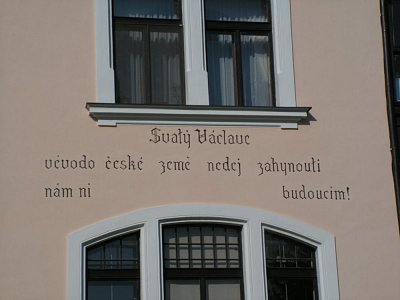 Svatý Václave
vévodo české země nedej zahynouti
nám ni budoucím!